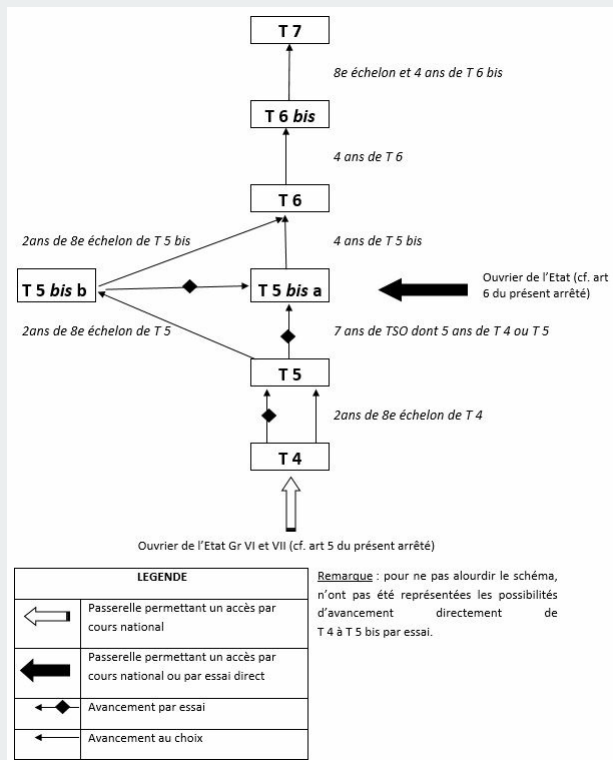 T 7
8e échelon et 4 ans de T 6 bis
T 6 bis
4 ans de T 6
T 6
2ans de 8e échelon de T 5 bis
4 ans de T 5 bis
T 5 bis b
T 5 bis a
Ouvrier de l'Etat (cf. art
6 du présent arrêté)
2ans de 8e échelon de T 5
7 ans de TSO dont 5 ans de T 4 ou T 5
T 5
2ans de 8e échelon de T 4
T 4
Ouvrier de l'Etat Gr VI et VII (cf. art 5 du présent arrêté)
LEGENDE
Passerelle permettant un accès par
cours national
Passerelle permettant un accès par
cours national ou par essai direct
Avancement par essai
Avancement au choix
Remarque : pour ne pas alourdir le schéma,
n'ont pas été représentées les possibilités
d'avancement directement de
T 4 à T 5 bis par essai.